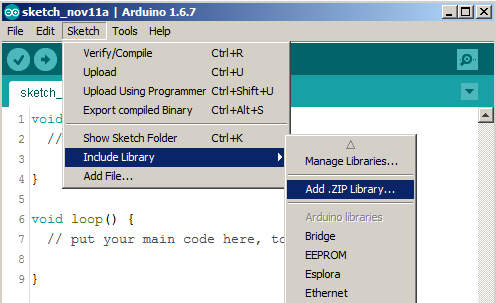 sketch_nov11a | Arduino 1.6.7
File Edit Sketch Tools Help
Verify/Compile Ctrl+R
Upload Ctrl+U
Upload Using Programmer Ctrl+Shift+U
Export compiled Binary Ctrl+Alt+S
Show Sketch Folder Ctrl+K
Include Library
Add File...
Manage Libraries...
Add .ZIP Library...
Arduino libraries
Bridge
EEPROM
Esplora
Ethernet
sketch_
1 void
2 //
3
4 }
5
6 void loop() {
7 // put your main code here, to
8
9 }